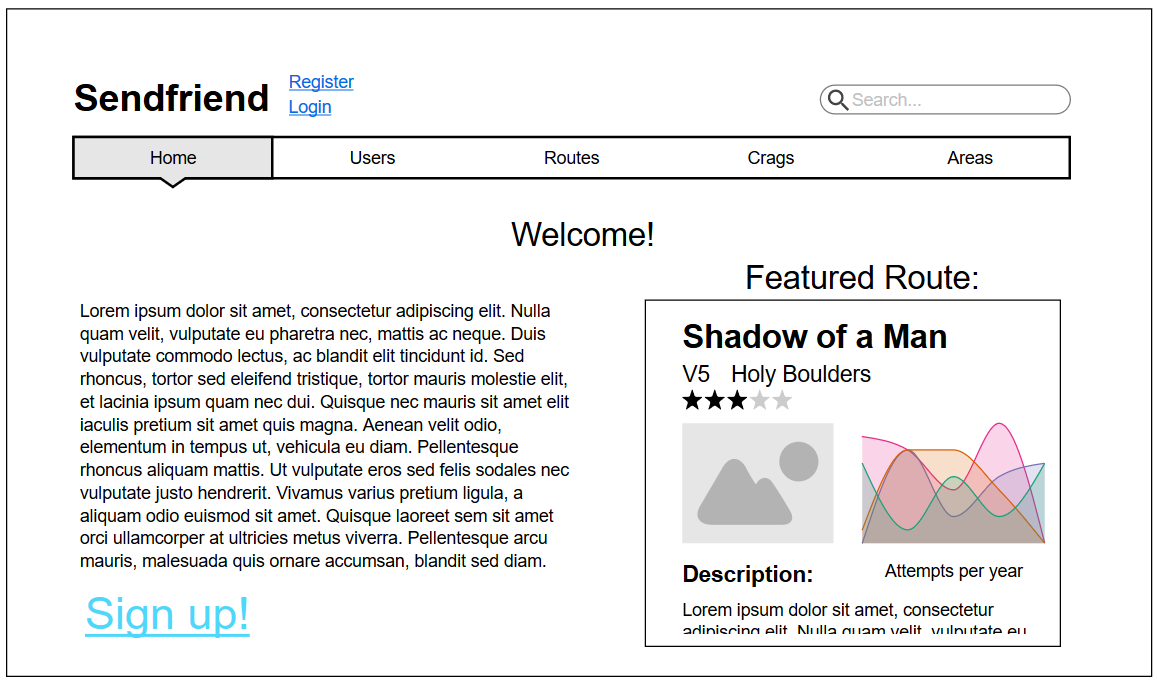 Sendfriend
Register
Login
Search...
Home Users Routes Crags Areas
Welcome!
Lorem ipsum dolor sit amet, consectetur adipiscing elit. Nulla
quam velit, vulputate eu pharetra nec, mattis ac neque. Duis
vulputate commodo lectus, ac blandit elit tincidunt id. Sed
rhoncus, tortor sed eleifend tristique, tortor mauris molestie elit,
et lacinia ipsum quam nec dui. Quisque nec mauris sit amet elit
iaculis pretium sit amet quis magna. Aenean velit odio,
elementum in tempus ut, vehicula eu diam. Pellentesque
rhoncus aliquam mattis. Ut vulputate eros sed felis sodales nec
vulputate justo hendrerit. Vivamus varius pretium ligula, a
aliquam odio euismod sit amet. Quisque laoreet sem sit amet
orci ullamcorper at ultricies metus viverra. Pellentesque arcu
mauris, malesuada quis ornare accumsan, blandit sed diam.
Sign up!
Featured Route:
Shadow of a Man
V5 Holy Boulders
Attempts per year
Description:
Lorem ipsum dolor sit amet, consectetur
adipiscing elit. Nulla quam velit, vulputate eu